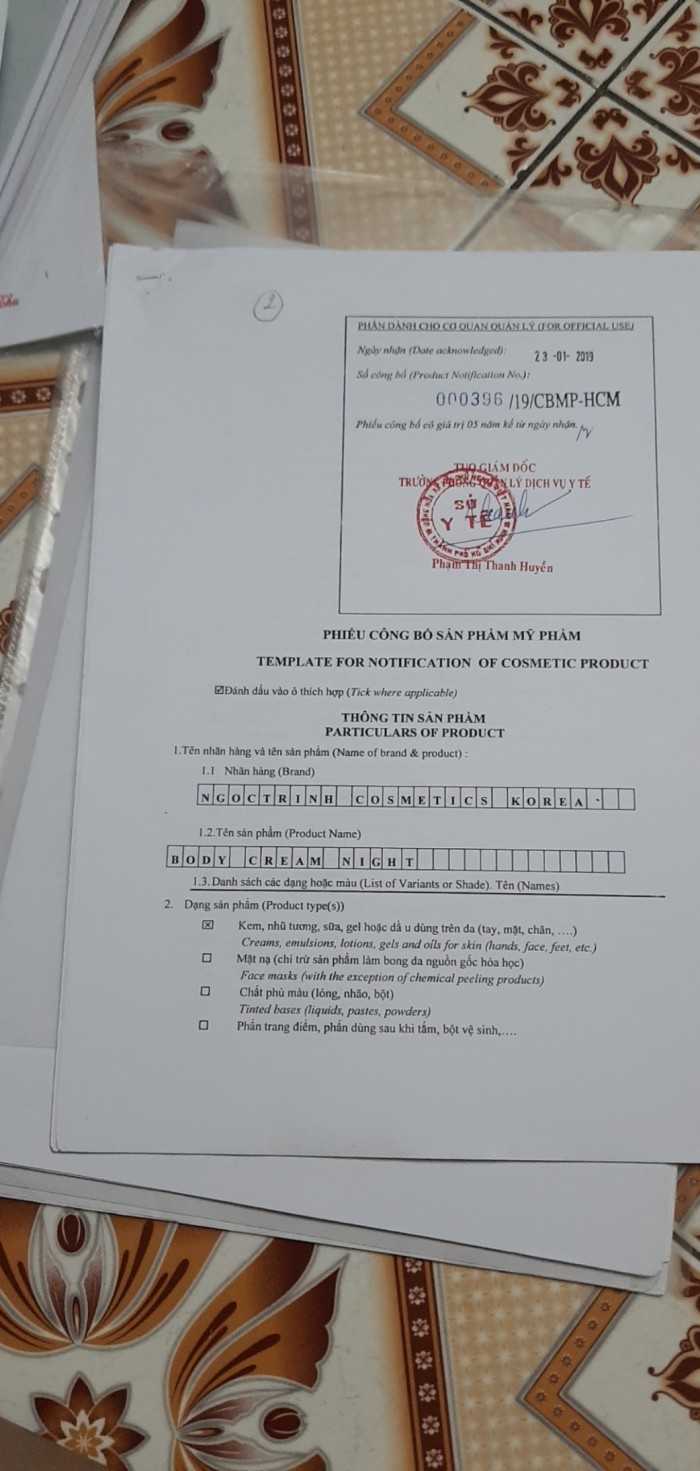 2
PHẦN DÀNH CHO CƠ QUAN QUẢN LÝ (FOR OFFICIAL USE)
Ngày nhận (Date acknowledged): 23 -01- 2019
Số công bố (Product Notification No.):
000396 /19/CBMP-HCM
Phiếu công bố có giá trị 05 năm kể từ ngày nhận.
TUQ GIÁM ĐỐC
TRƯỞNG PHÒNG QUẢN LÝ DỊCH VỤ Y TẾ
SỞ
Y TẾ
THÀNH PHỐ HỒ CHÍ MINH
Phạm Thị Thanh Huyền
PHIẾU CÔNG BỐ SẢN PHẨM MỸ PHẨM
TEMPLATE FOR NOTIFICATION OF COSMETIC PRODUCT
☑Đánh dấu vào ô thích hợp (Tick where applicable)
THÔNG TIN SẢN PHẨM
PARTICULARS OF PRODUCT
1.Tên nhãn hàng và tên sản phẩm (Name of brand & product) :
1.1 Nhãn hàng (Brand)
NGOCTRINH COSMETICS KOREA
1.2.Tên sản phẩm (Product Name)
BODY CREAM NIGHT
1.3. Danh sách các dạng hoặc màu (List of Variants or Shade). Tên (Names)
2. Dạng sản phẩm (Product type(s))
☒ Kem, nhũ tương, sữa, gel hoặc dầ u dùng trên da (tay, mặt, chân, ….)
Creams, emulsions, lotions, gels and oils for skin (hands, face, feet, etc.)
☐ Mặt nạ (chỉ trừ sản phẩm làm bong da nguồn gốc hóa học)
Face masks (with the exception of chemical peeling products)
☐ Chất phủ màu (lỏng, nhão, bột)
Tinted bases (liquids, pastes, powders)
☐ Phấn trang điểm, phấn dùng sau khi tắm, bột vệ sinh,….